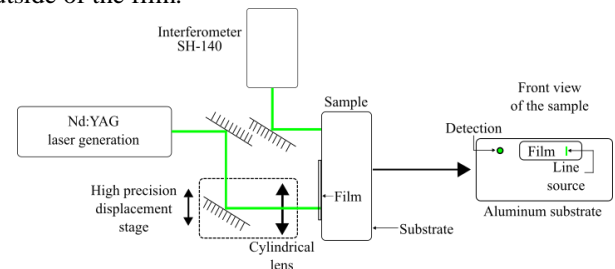 utside of the film.
Interferometer
SH-140
Nd:YAG
laser generation
Sample
Front view
of the sample
Detection
Film
Line
source
Aluminum substrate
High precision
displacement
stage
Film
Substrate
Cylindrical
lens